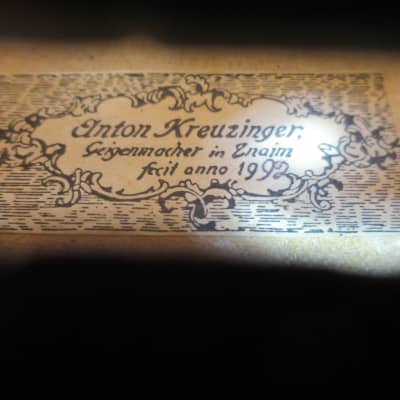 Anton Kreuzinger,
Geigenmacher in Znaim
fecit anno 1992